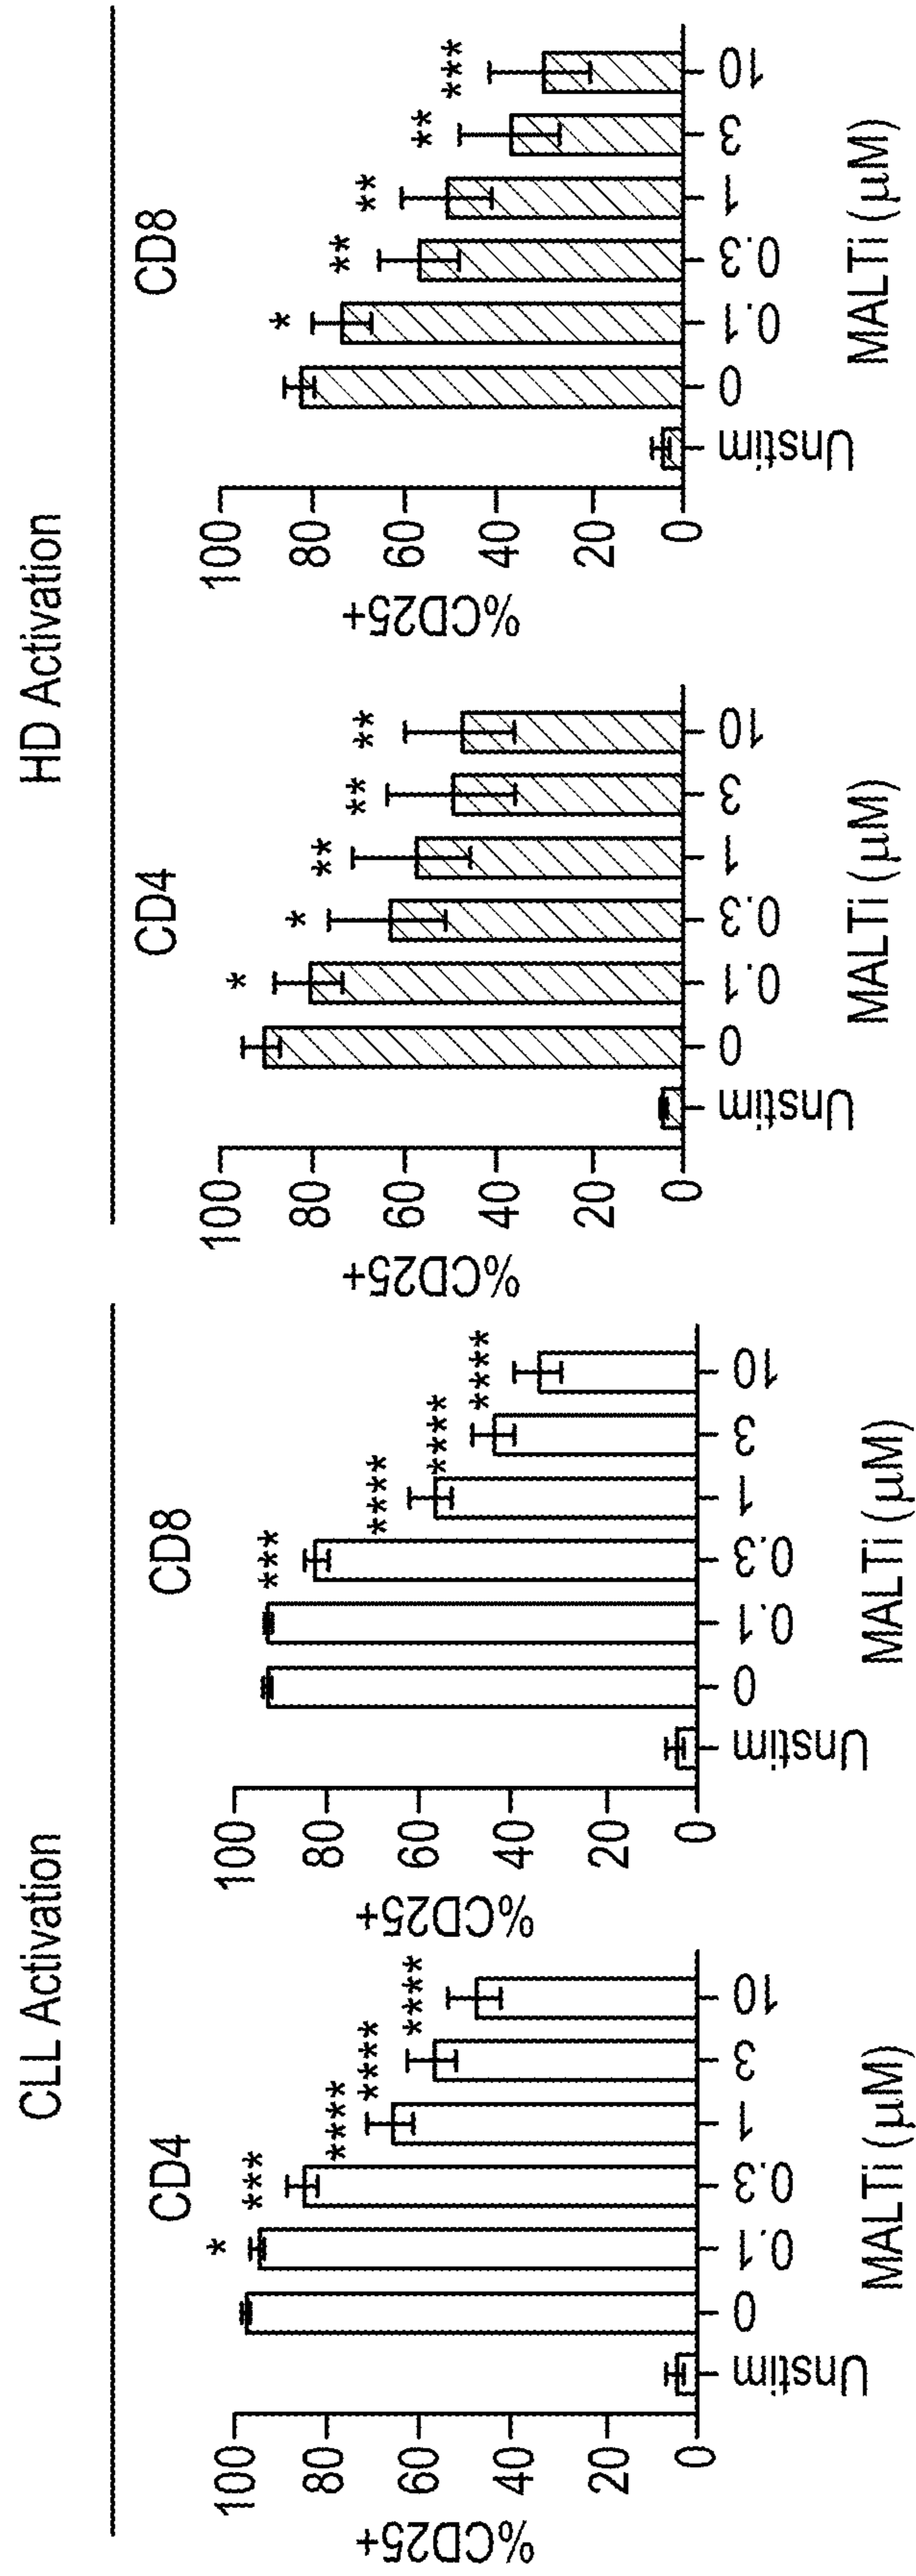 CLL Activation
HD Activation
CD4
%CD25+
100
80
60
40
20
0
*
***
****
****
****
Unstim 0 0.1 0.3 1 3 10
MALTi (μM)
CD8
%CD25+
100
80
60
40
20
0
***
****
****
****
Unstim 0 0.1 0.3 1 3 10
MALTi (μM)
CD4
%CD25+
100
80
60
40
20
0
*
*
**
**
**
Unstim 0 0.1 0.3 1 3 10
MALTi (μM)
CD8
%CD25+
100
80
60
40
20
0
*
**
**
**
***
Unstim 0 0.1 0.3 1 3 10
MALTi (μM)